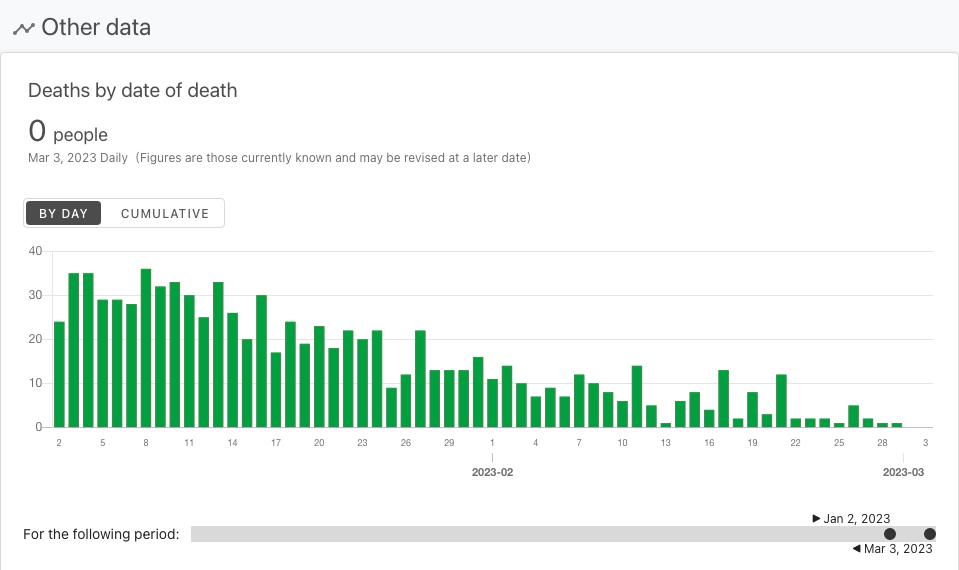 Other data
Deaths by date of death
0 people
Mar 3, 2023 Daily (Figures are those currently known and may be revised at a later date)
BY DAY CUMULATIVE
40
30
20
10
0
2 5 8 11 14 17 20 23 26 29 1 4 7 10 13 16 19 22 25 28 3
2023-02 2023-03
Jan 2, 2023
For the following period:
Mar 3, 2023